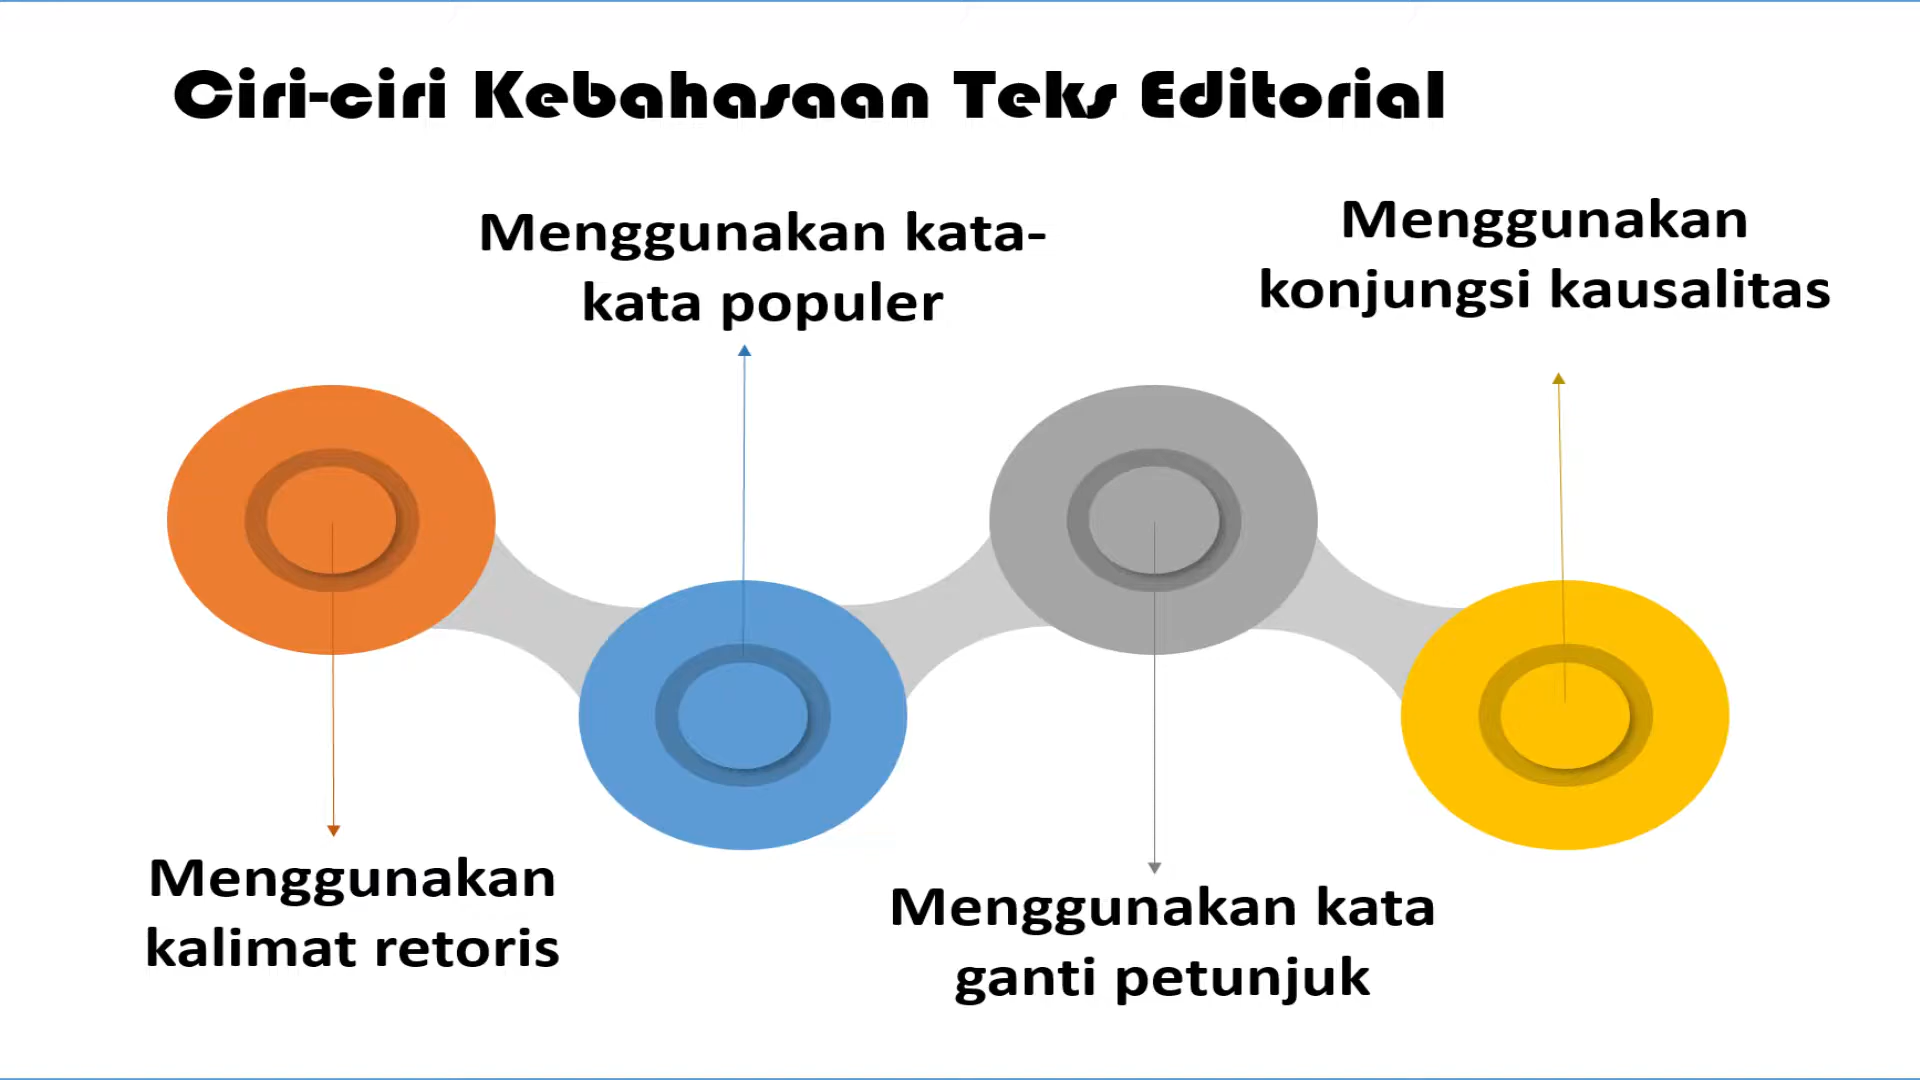 Ciri-ciri Kebahasaan Teks Editorial
Menggunakan kata-
kata populer
Menggunakan
konjungsi kausalitas
Menggunakan
kalimat retoris
Menggunakan kata
ganti petunjuk